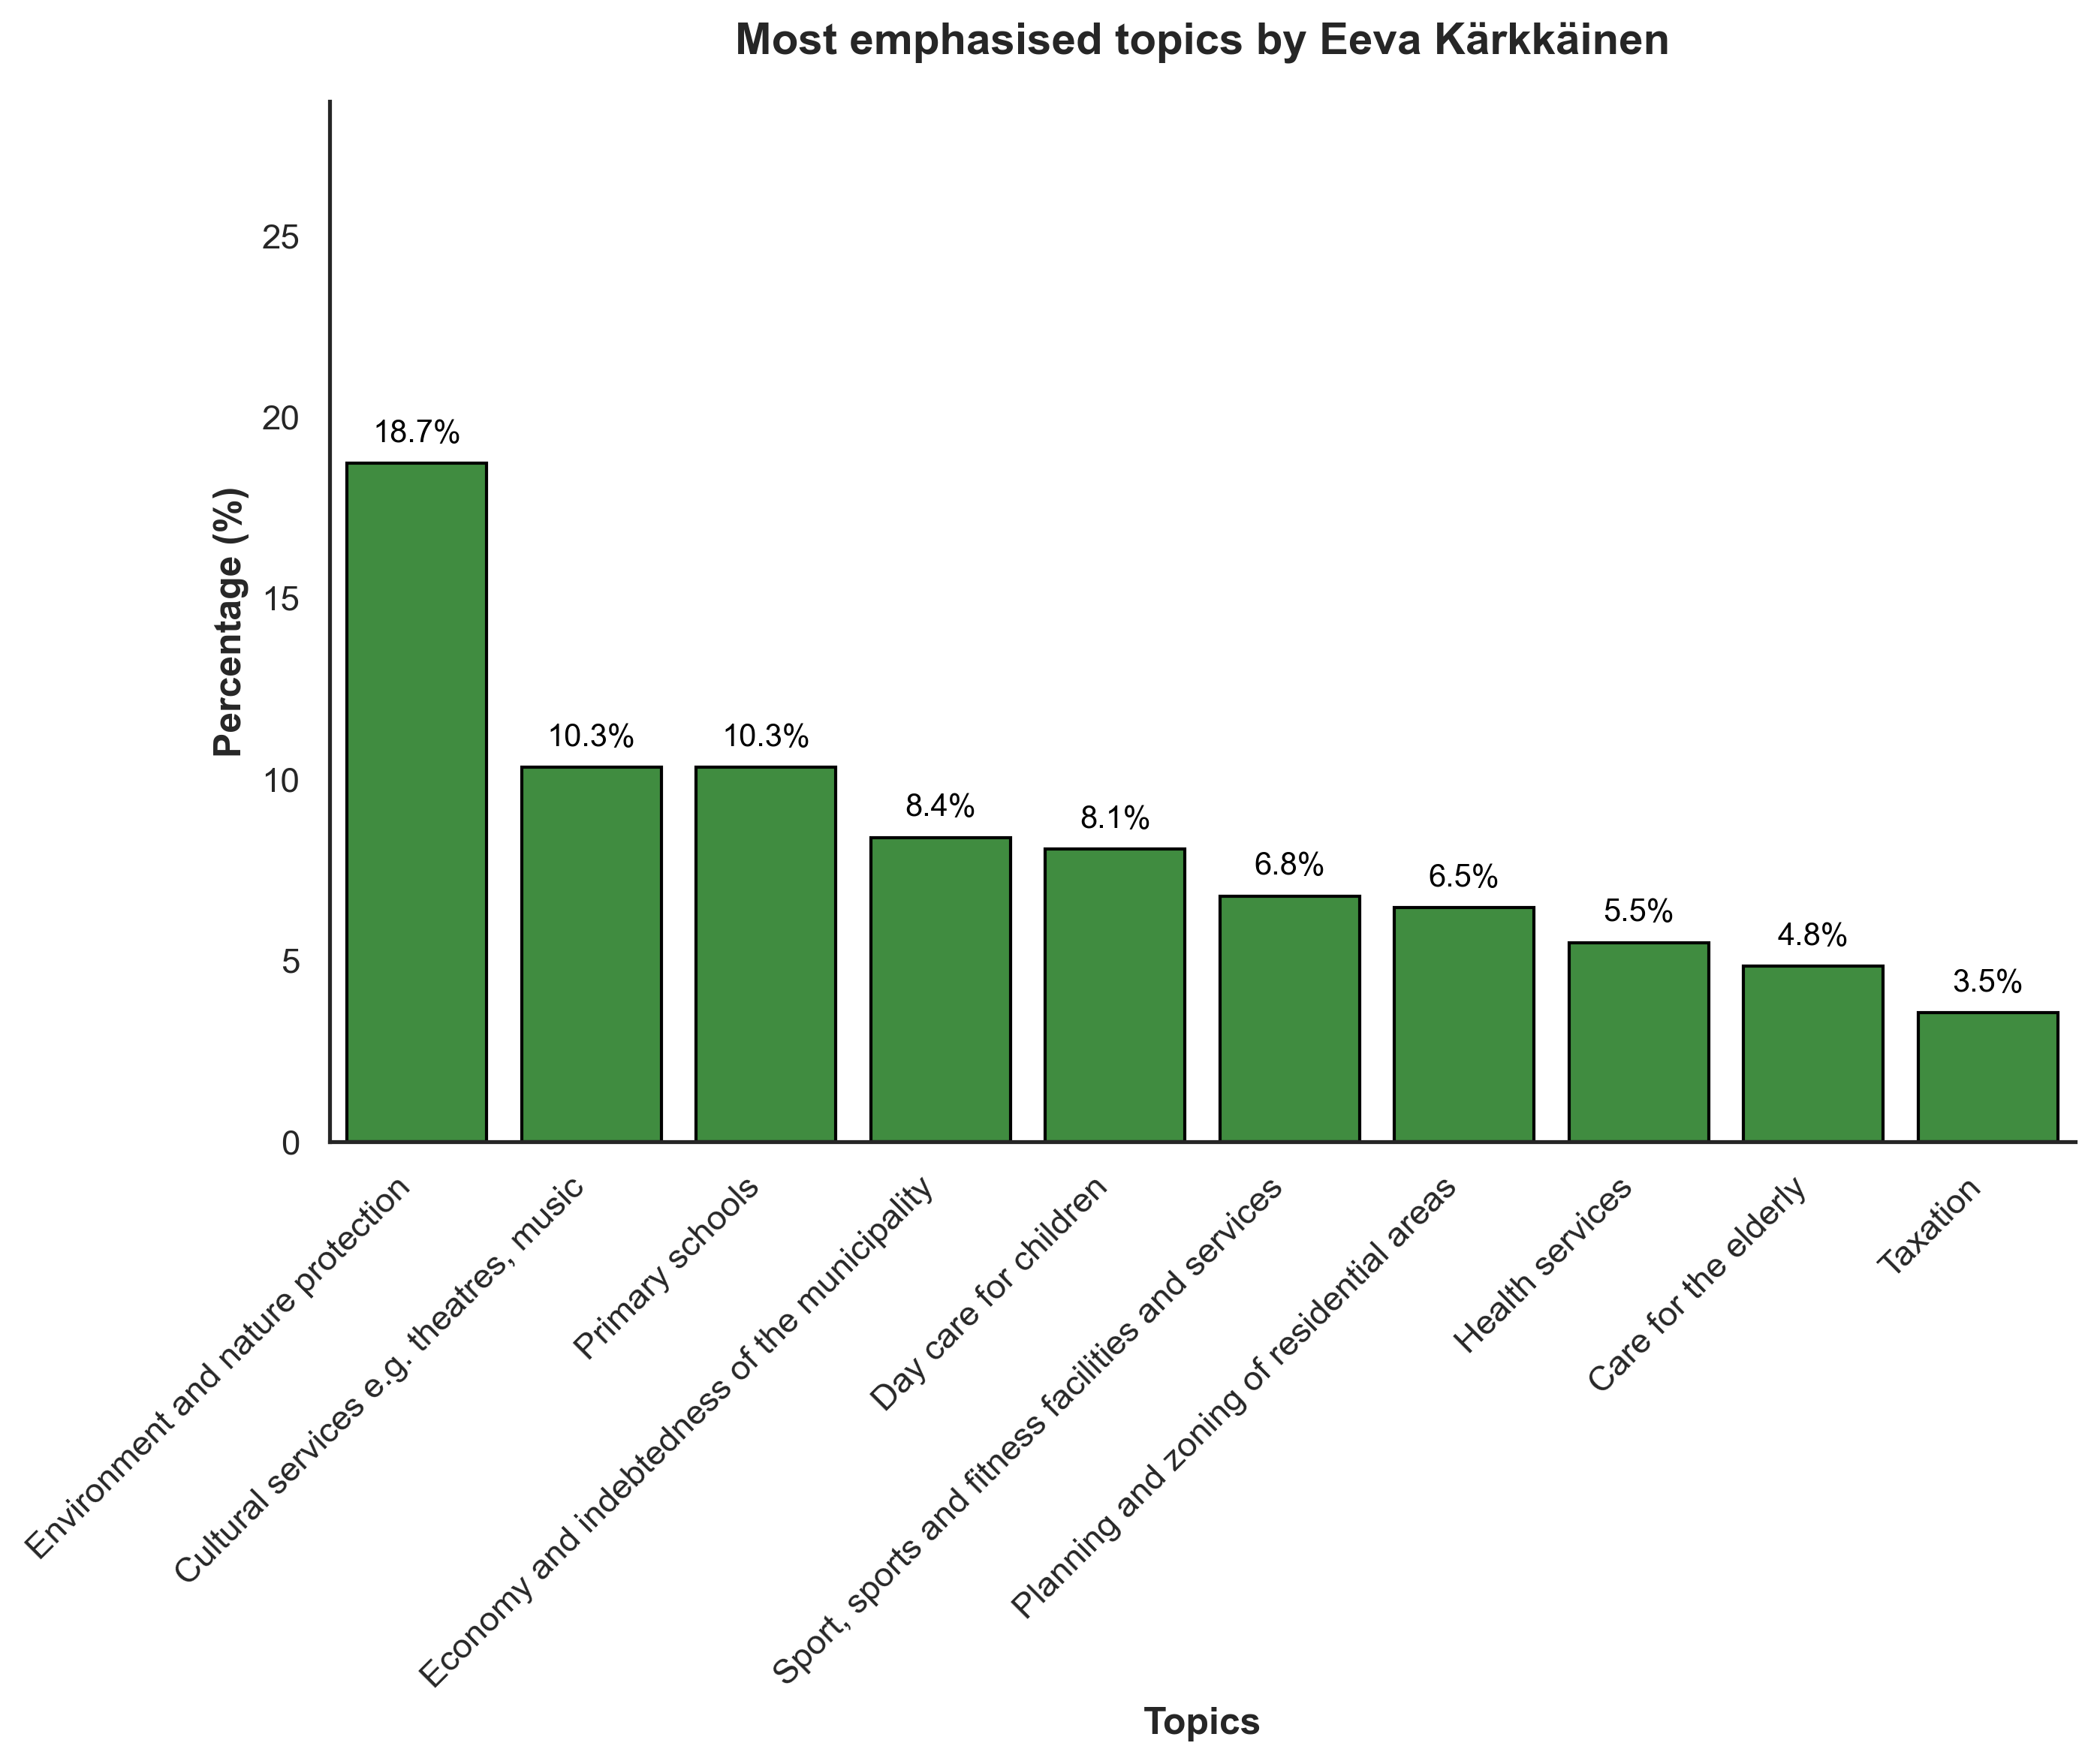 Most emphasised topics by Eeva Kärkkäinen
Percentage (%)
25
20
15
10
5
0
18.7%
10.3%
10.3%
8.4%
8.1%
6.8%
6.5%
5.5%
4.8%
3.5%
Environment and nature protection
Cultural services e.g. theatres, music
Primary schools
Economy and indebtedness of the municipality
Day care for children
Sport, sports and fitness facilities and services
Planning and zoning of residential areas
Health services
Care for the elderly
Taxation
Topics